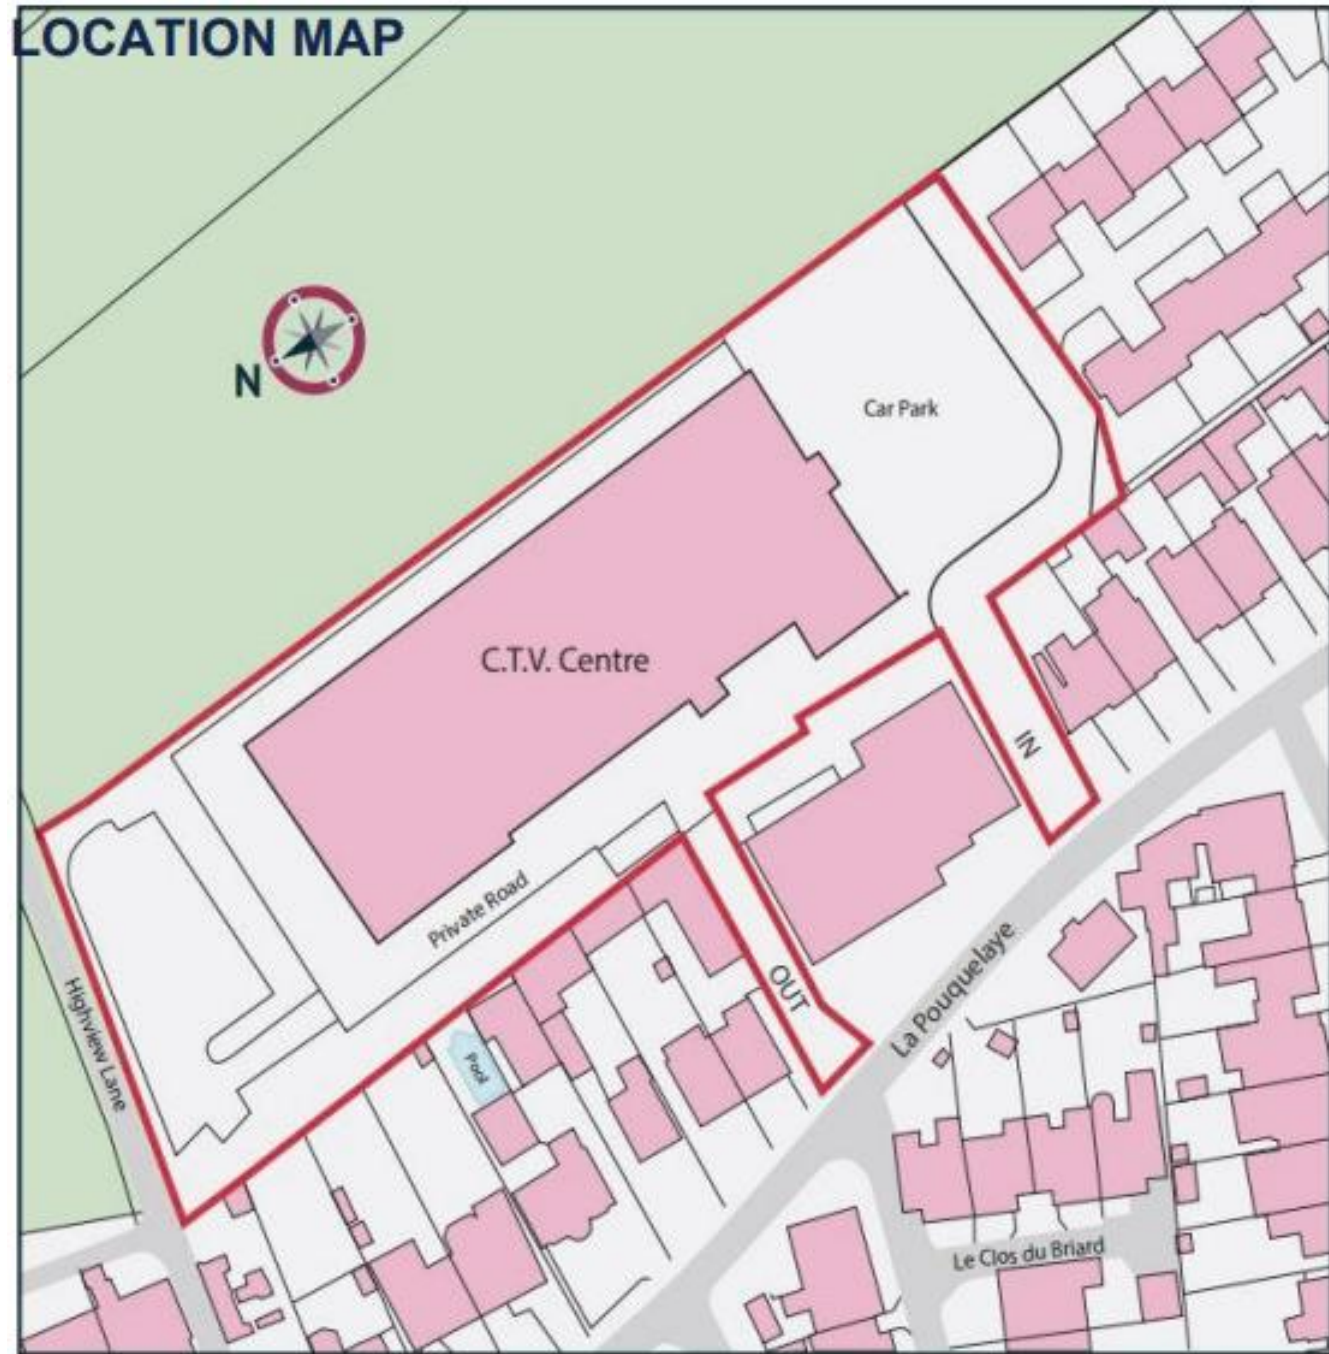 LOCATION MAP
N
Car Park
C.T.V. Centre
IN
Private Road
OUT
La Pouquelaye
Highview Lane
Pool
Le Clos du Briard